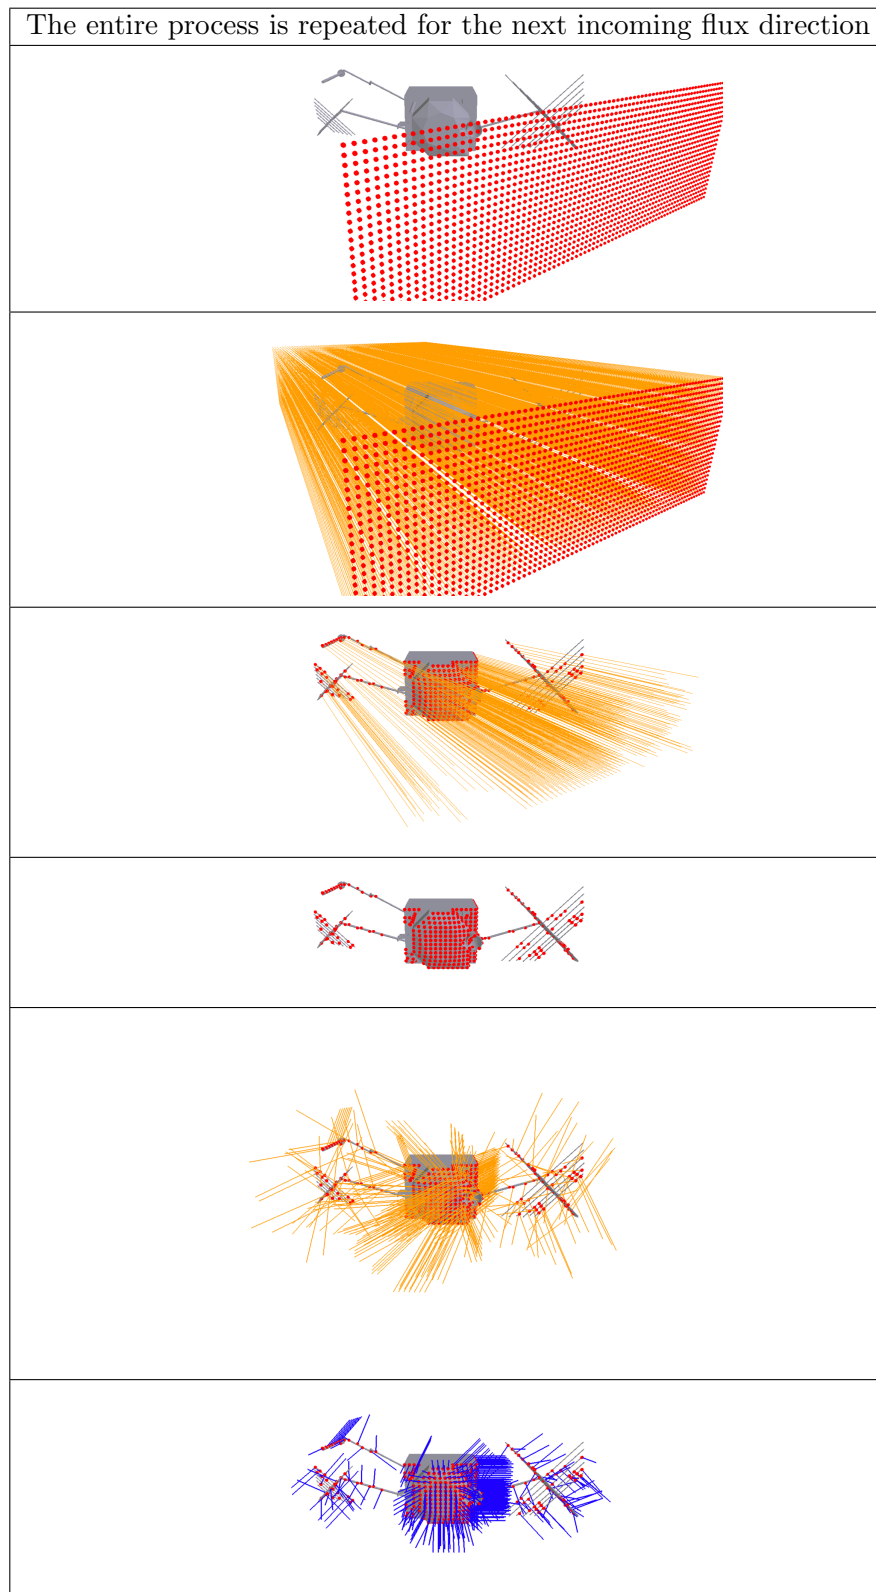 The entire process is repeated for the next incoming flux direction